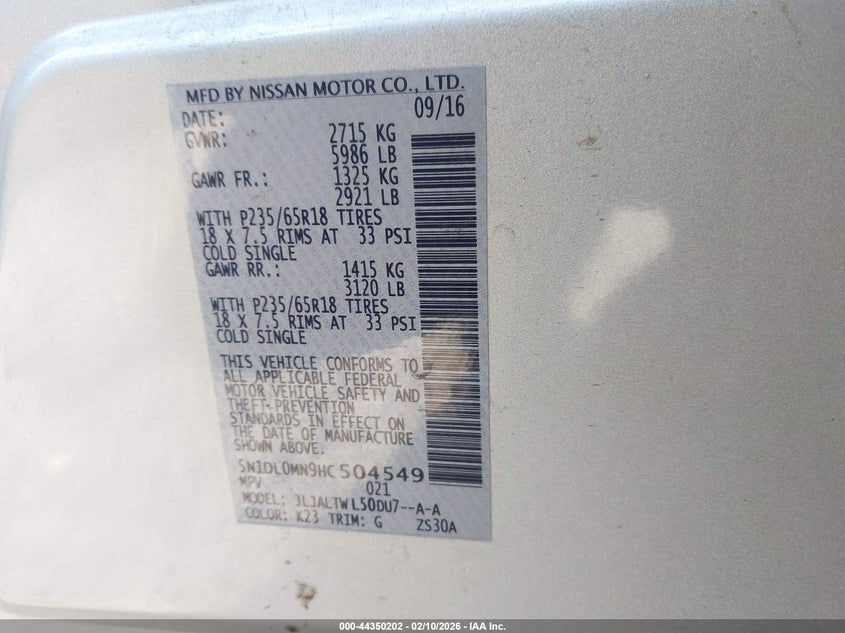 MFD BY NISSAN MOTOR CO., LTD.
DATE: 09/16
GVWR: 2715 KG
5986 LB
GAWR FR.: 1325 KG
2921 LB
WITH P235/65R18 TIRES
18 X 7.5 RIMS AT 33 PSI
COLD SINGLE
GAWR RR.: 1415 KG
3120 LB
WITH P235/65R18 TIRES
18 X 7.5 RIMS AT 33 PSI
COLD SINGLE
THIS VEHICLE CONFORMS TO
ALL APPLICABLE FEDERAL
MOTOR VEHICLE SAFETY AND
THEFT-PREVENTION
STANDARDS IN EFFECT ON
THE DATE OF MANUFACTURE
SHOWN ABOVE.
5N1DL0MN9HC504549
MPV 021
MODEL: JLJALTWL50DU7--A-A
COLOR: K23 TRIM: G ZS30A
000-44350202 - 02/10/2026 - IAA Inc.